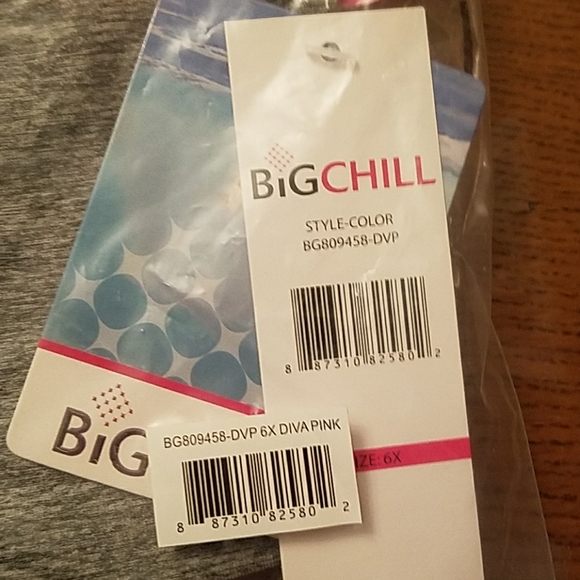 BiGCHILL
STYLE-COLOR
BG809458-DVP
8 87310 82580 2
BiG
BG809458-DVP 6X DIVA PINK
8 87310 82580 2
6X